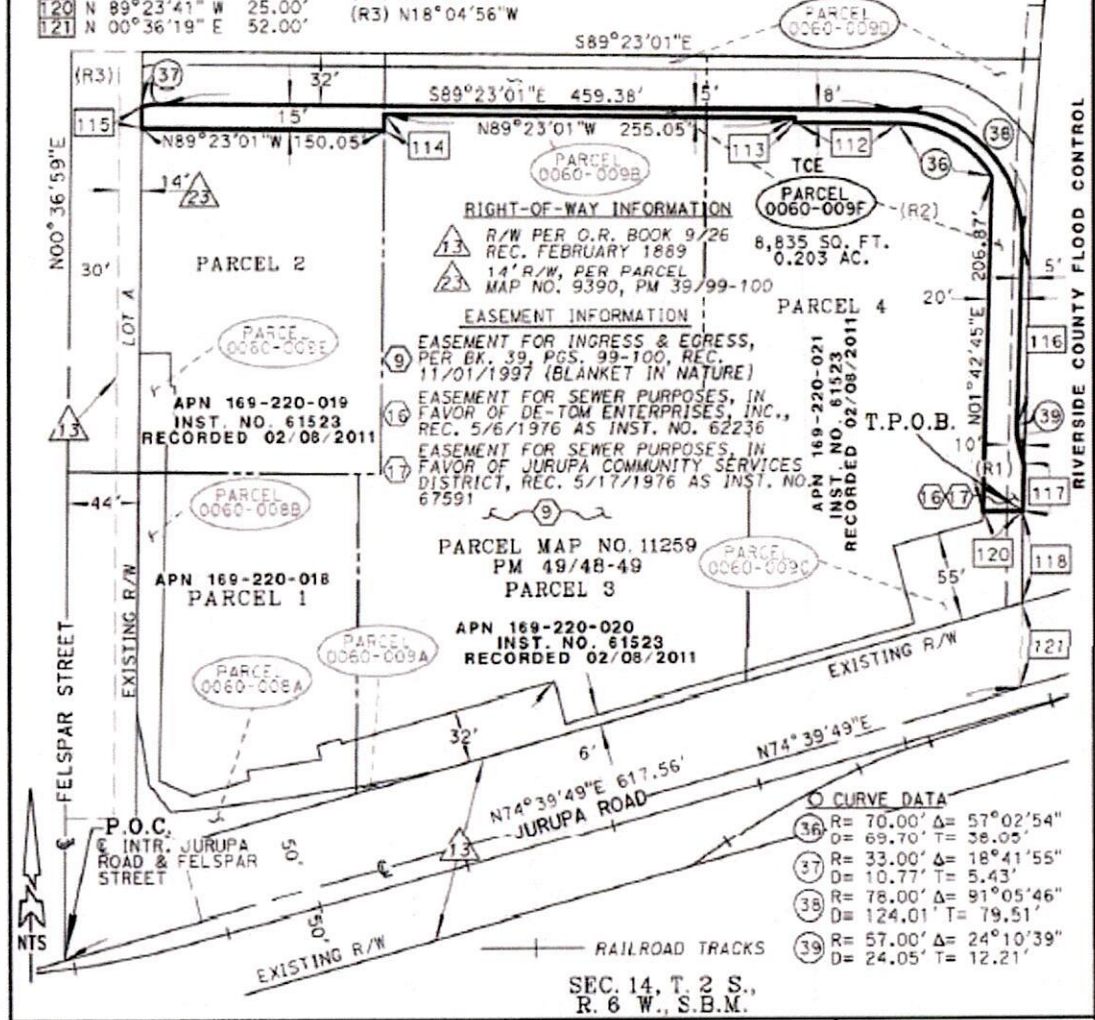 120 N 89°23'41" W 25.00'
121 N 00°36'19" E 52.00'
(R3) N18°04'56"W
PARCEL
0060-009D
S89°23'01"E
(R3)
37
32'
S89°23'01"E 459.38'
5'
8'
115
15'
N89°23'01"W 150.05'
114
N89°23'01"W 255.05'
113
112
38
36
PARCEL
0060-009B
TCE
PARCEL
0060-009F
8,835 SQ. FT.
0.203 AC.
(R2)
N00°36'59"E
14'
23
30'
LOT A
PARCEL 2
RIGHT-OF-WAY INFORMATION
13 R/W PER O.R. BOOK 9/26
REC. FEBRUARY 1889
23 14' R/W, PER PARCEL
MAP NO. 9390, PM 39/99-100
EASEMENT INFORMATION
9 EASEMENT FOR INGRESS & EGRESS,
PER BK. 39, PGS. 99-100, REC.
11/01/1997 (BLANKET IN NATURE)
16 EASEMENT FOR SEWER PURPOSES, IN
FAVOR OF DE-TOM ENTERPRISES, INC.,
REC. 5/6/1976 AS INST. NO. 62236
17 EASEMENT FOR SEWER PURPOSES, IN
FAVOR OF JURUPA COMMUNITY SERVICES
DISTRICT, REC. 5/17/1976 AS INST. NO.
67591
PARCEL 4
206.87'
N01°42'45"E
20'
5'
116
RIVERSIDE COUNTY FLOOD CONTROL
APN 169-220-021
INST. NO. 61523
RECORDED 02/08/2011
T.P.O.B.
39
10'
(R1)
16 17
117
120
118
121
PARCEL
0060-009E
APN 169-220-019
INST. NO. 61523
RECORDED 02/08/2011
13
44'
PARCEL
0060-008B
9
PARCEL MAP NO. 11259
PM 49/48-49
PARCEL 3
PARCEL
0060-009C
55'
APN 169-220-018
PARCEL 1
APN 169-220-020
INST. NO. 61523
RECORDED 02/08/2011
PARCEL
0060-009A
PARCEL
0060-008A
EXISTING R/W
FELSPAR STREET
EXISTING R/W
32'
6'
N74°39'49"E
N74°39'49"E 617.56'
JURUPA ROAD
13
P.O.C.
℄ INTR. JURUPA
ROAD & FELSPAR
STREET
℄
50'
℄
50'
EXISTING R/W
NTS
CURVE DATA
36 R= 70.00' Δ= 57°02'54"
D= 69.70' T= 38.05'
37 R= 33.00' Δ= 18°41'55"
D= 10.77' T= 5.43'
38 R= 78.00' Δ= 91°05'46"
D= 124.01' T= 79.51'
39 R= 57.00' Δ= 24°10'39"
D= 24.05' T= 12.21'
RAILROAD TRACKS
SEC. 14, T. 2 S.,
R. 6 W., S.B.M.